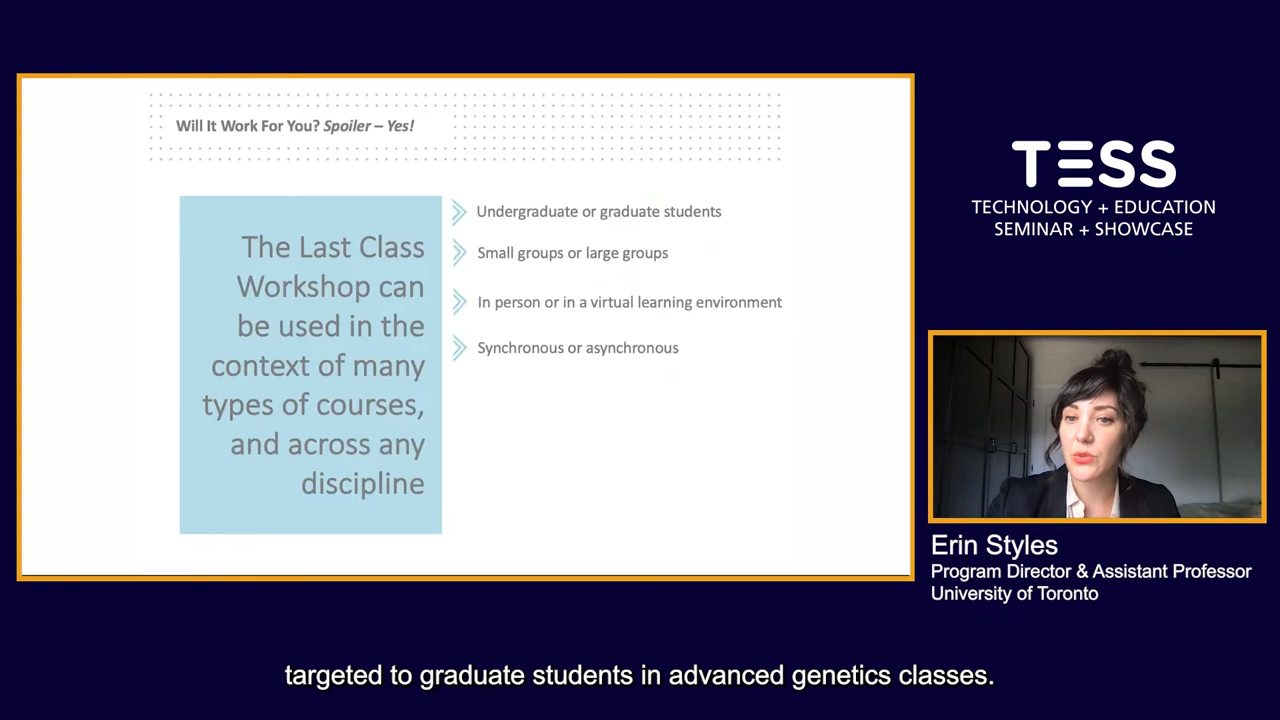 Will It Work For You? Spoiler – Yes!
The Last Class
Workshop can
be used in the
context of many
types of courses,
and across any
discipline
Undergraduate or graduate students
Small groups or large groups
In person or in a virtual learning environment
Synchronous or asynchronous
TESS
TECHNOLOGY + EDUCATION
SEMINAR + SHOWCASE
Erin Styles
Program Director & Assistant Professor
University of Toronto
targeted to graduate students in advanced genetics classes.